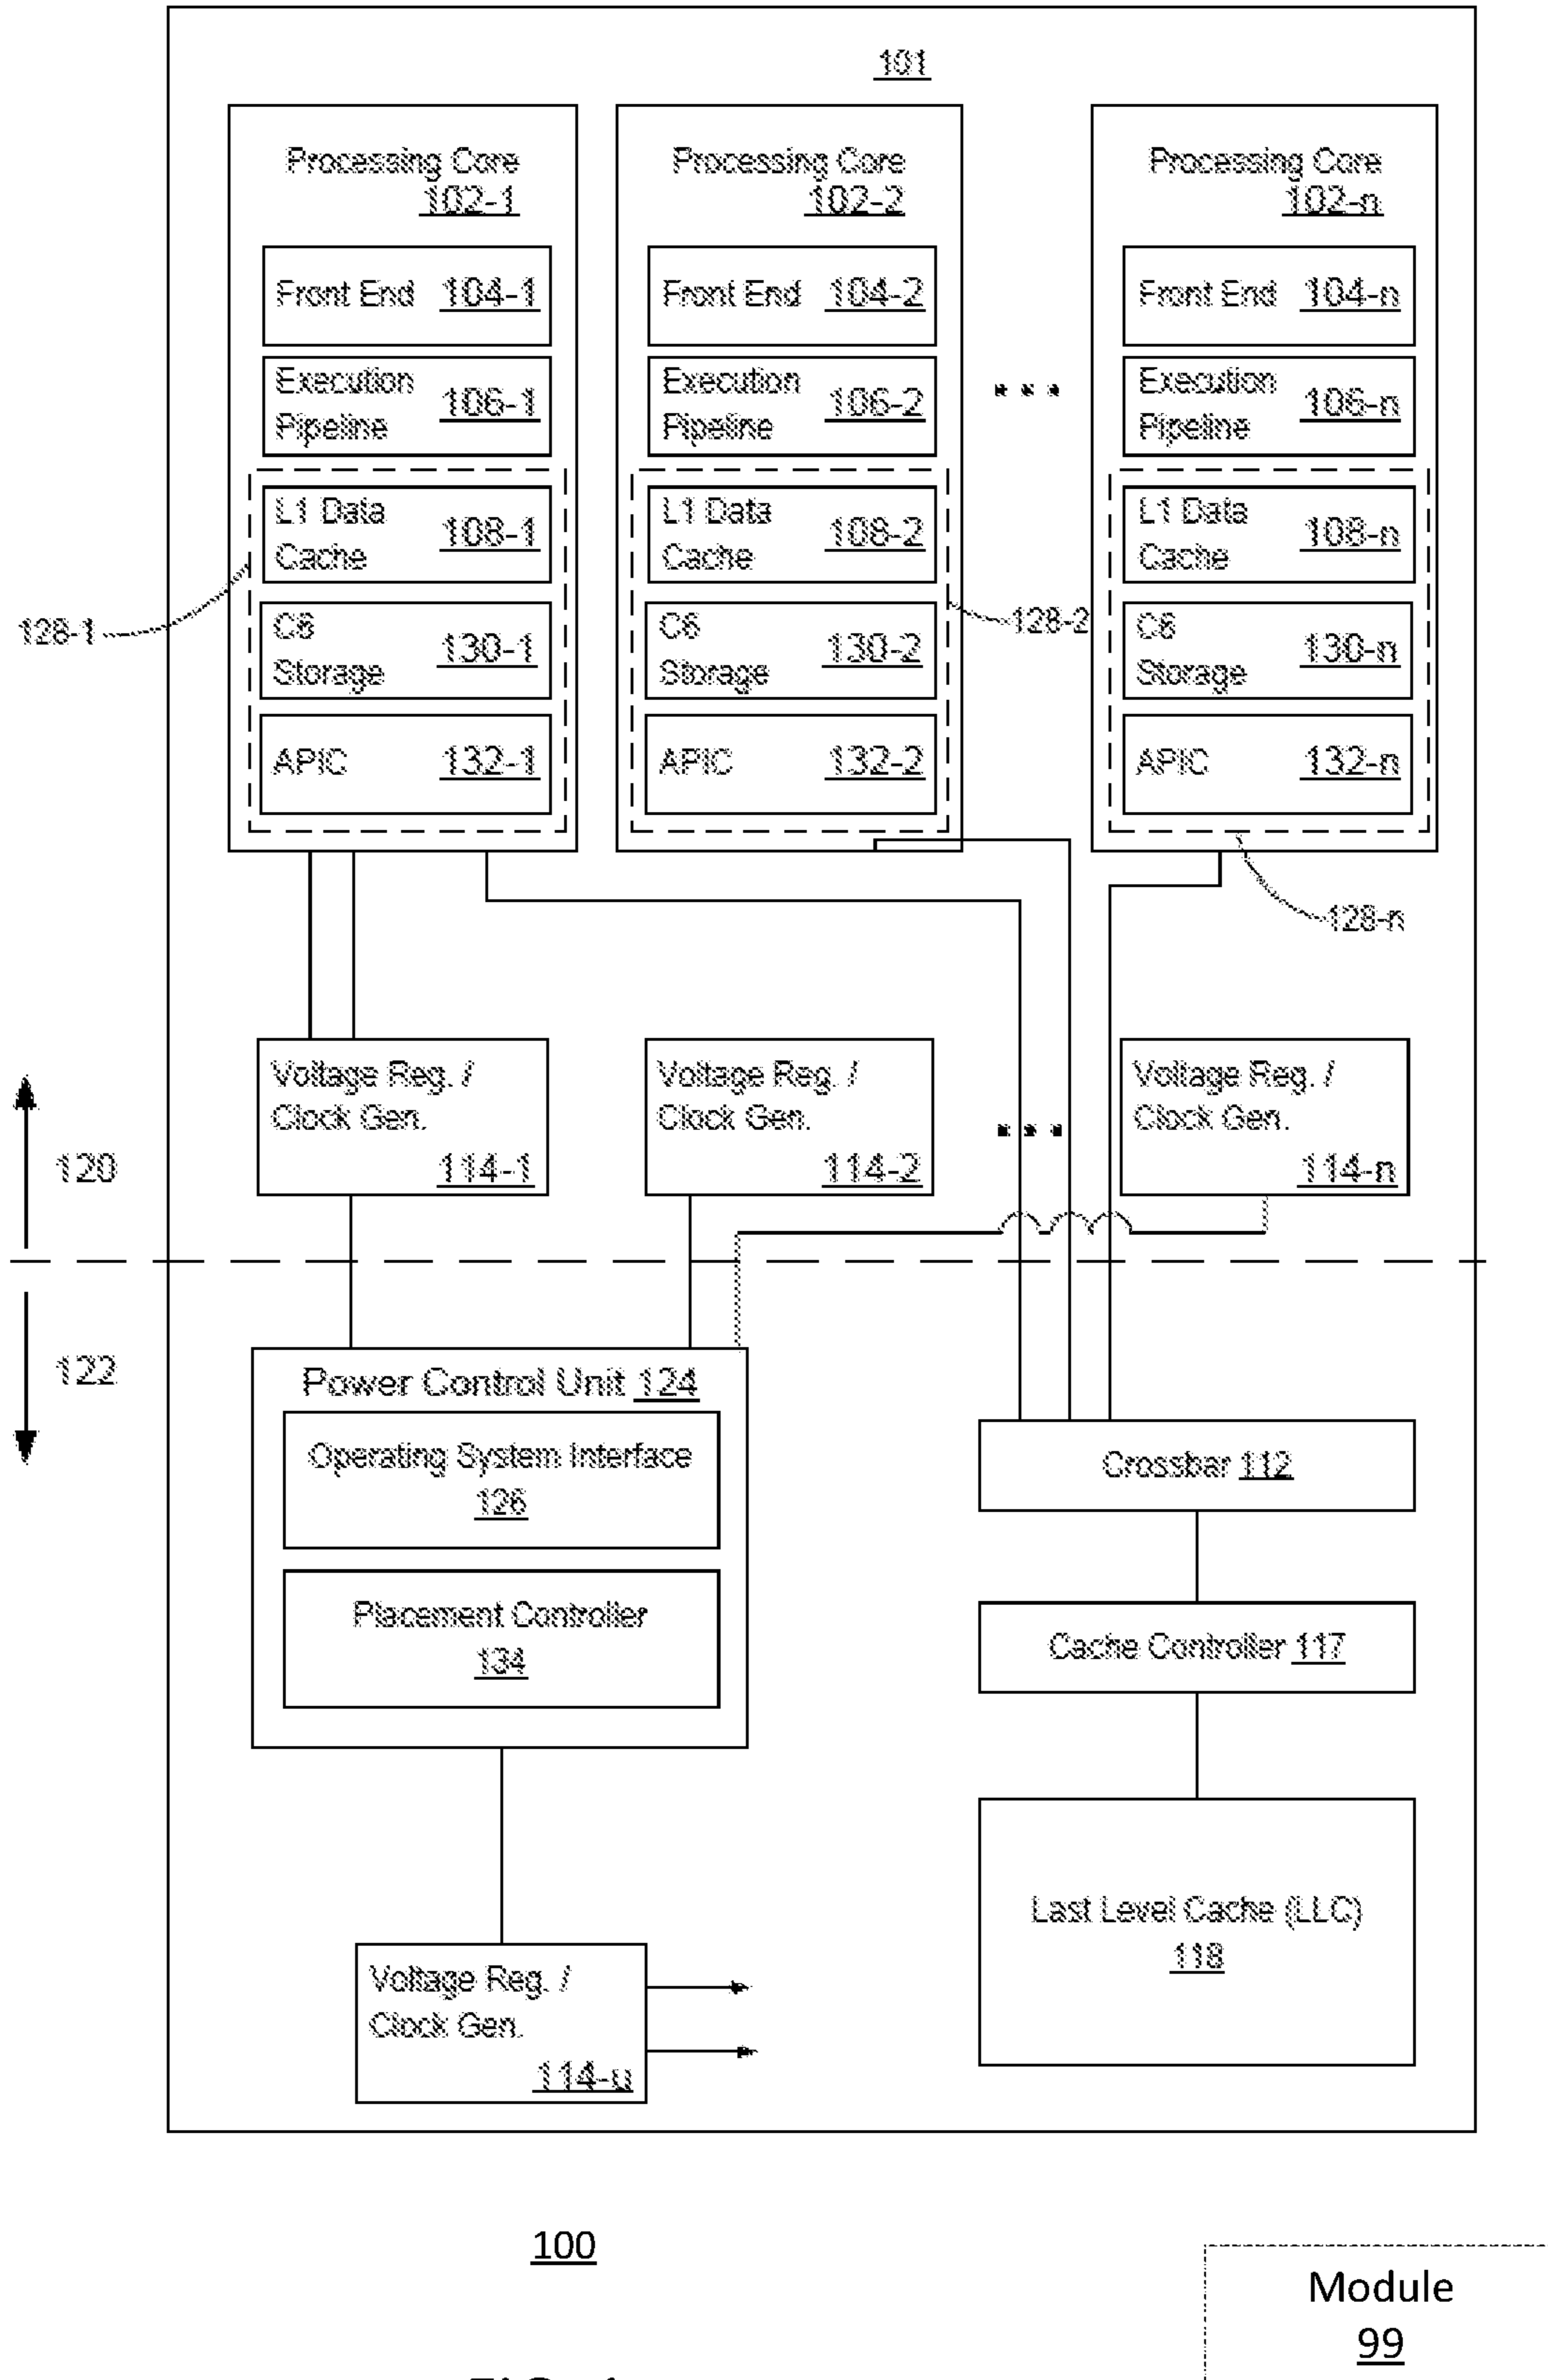 101
Processing Core
102-1
Front End 104-1
Execution
Pipeline
106-1
L1 Data
Cache
108-1
C6
Storage
130-1
APIC 132-1
Processing Core
102-2
Front End 104-2
Execution
Pipeline
106-2
L1 Data
Cache
108-2
C6
Storage
130-2
APIC 132-2
...
Processing Core
102-n
Front End 104-n
Execution
Pipeline
106-n
L1 Data
Cache
108-n
C6
Storage
130-n
APIC 132-n
128-1
128-2
128-n
Voltage Reg. /
Clock Gen.
114-1
Voltage Reg. /
Clock Gen.
114-2
...
Voltage Reg. /
Clock Gen.
114-n
120
122
Power Control Unit 124
Operating System Interface
126
Placement Controller
134
Crossbar 112
Cache Controller 117
Last Level Cache (LLC)
118
Voltage Reg. /
Clock Gen.
114-u
100
Module
99